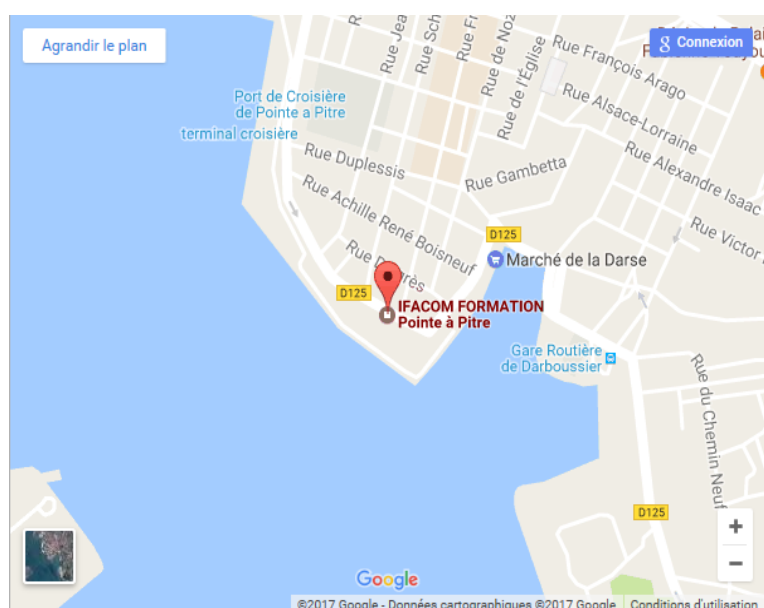 Agrandir le plan
Connexion
Rue François Arago
Rue de l'Église
Rue Alsace-Lorraine
Port de Croisière
de Pointe a Pitre
terminal croisière
Rue Duplessis
Rue Gambetta
Rue Alexandre Isaac
Rue Achille René Boisneuf
Rue Victor
D125
Marché de la Darse
D125
IFACOM FORMATION
Pointe à Pitre
Gare Routière
de Darboussier
Rue du Chemin Neuf
D125
+
−
Google
©2017 Google - Données cartographiques ©2017 Google
Conditions d'utilisation